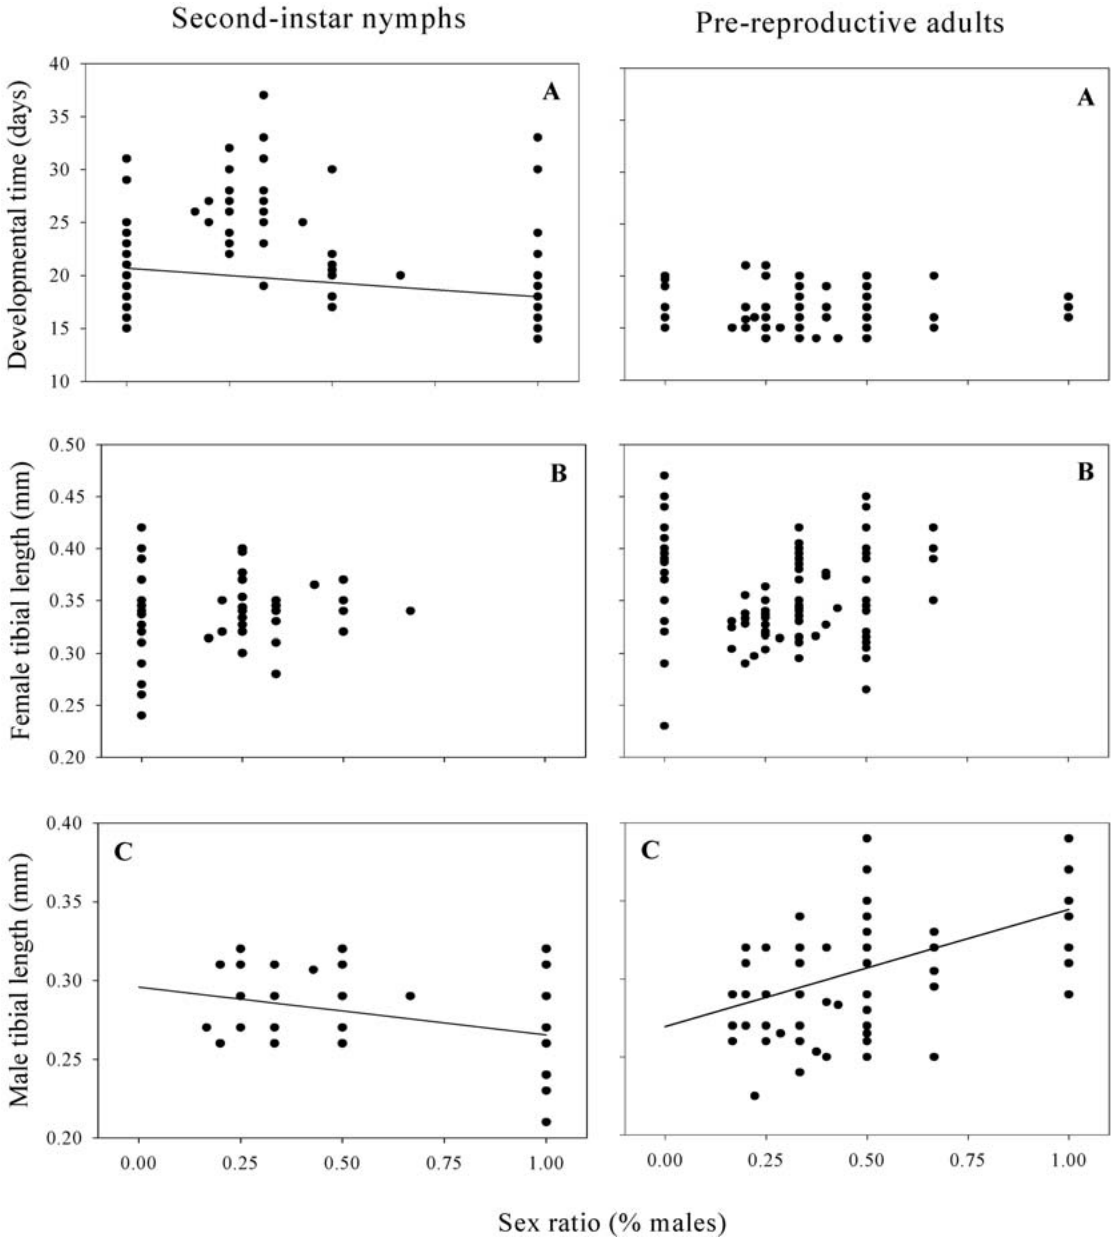 Second-instar nymphs
Pre-reproductive adults
Developmental time (days)
40
35
30
25
20
15
10
A
A
Female tibial length (mm)
0.50
0.45
0.40
0.35
0.30
0.25
0.20
B
B
Male tibial length (mm)
0.40
0.35
0.30
0.25
0.20
C
C
0.00 0.25 0.50 0.75 1.00
0.00 0.25 0.50 0.75 1.00
Sex ratio (% males)